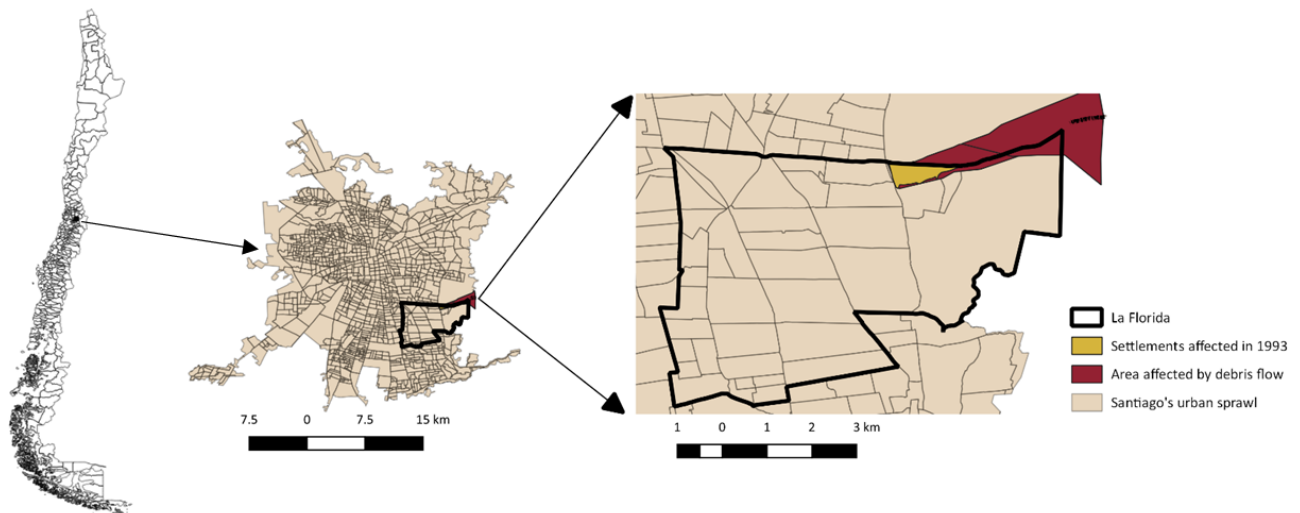 7.5 0 7.5 15 km
1 0 1 2 3 km
La Florida
Settlements affected in 1993
Area affected by debris flow
Santiago's urban sprawl